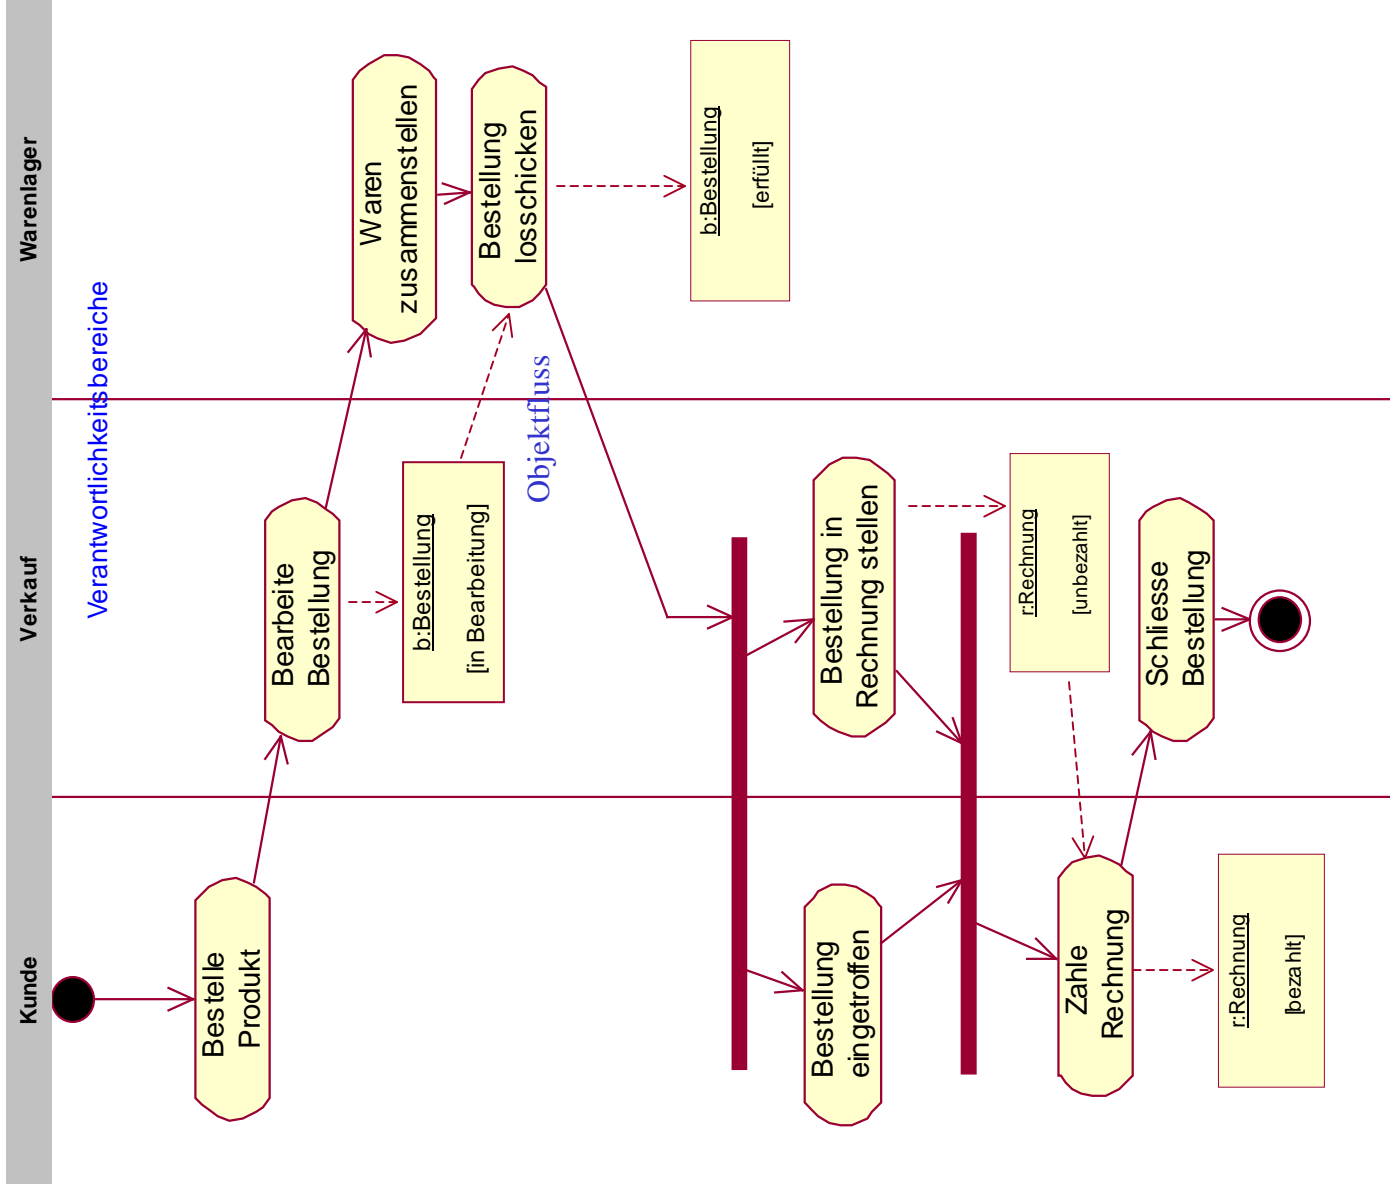 Kunde
Verkauf
Warenlager
Verantwortlichkeitsbereiche
Bestelle
Produkt
Bearbeite
Bestellung
Waren
zusammenstellen
b:Bestellung
[in Bearbeitung]
Bestellung
losschicken
Objektfluss
b:Bestellung
[erfüllt]
Bestellung
eingetroffen
Bestellung in
Rechnung stellen
r:Rechnung
[unbezahlt]
Zahle
Rechnung
Schliesse
Bestellung
r:Rechnung
[bezahlt]